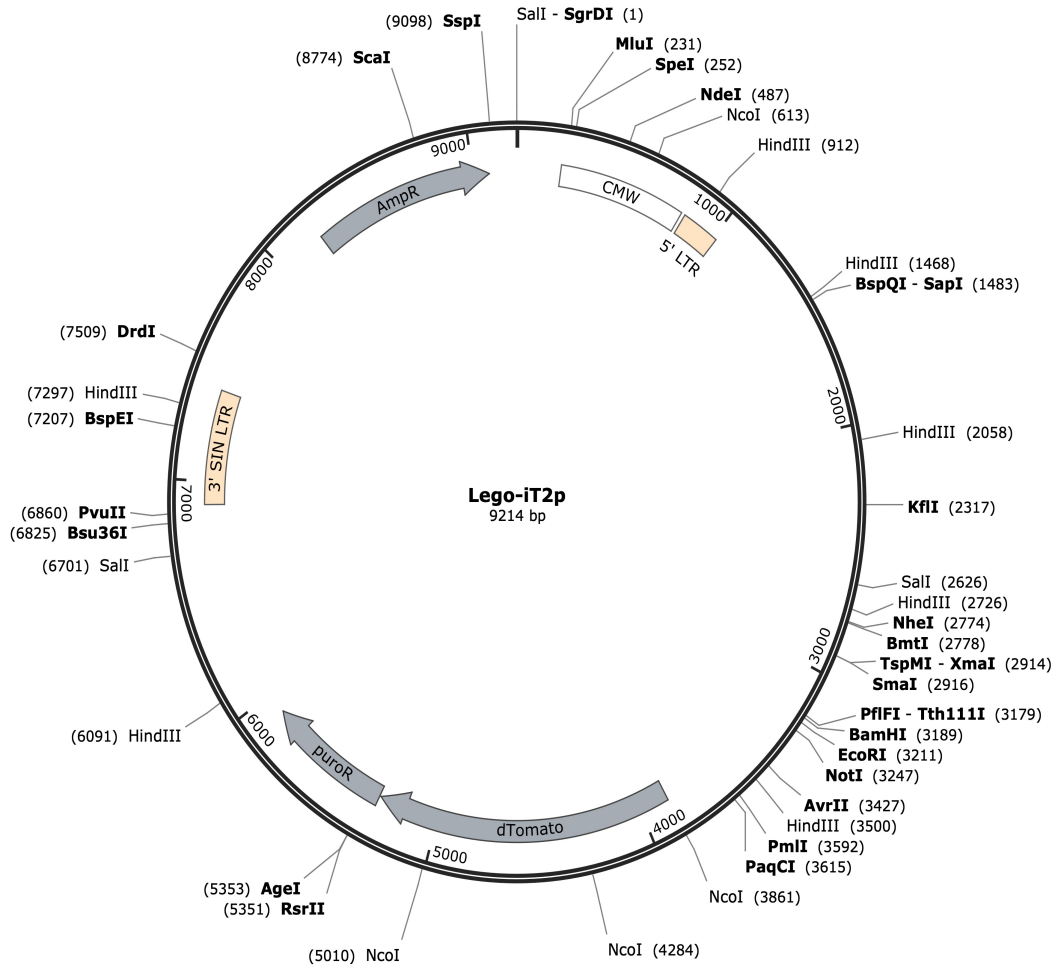 SalI - SgrDI (1)
MluI (231)
SpeI (252)
NdeI (487)
NcoI (613)
HindIII (912)
HindIII (1468)
BspQI - SapI (1483)
HindIII (2058)
KflI (2317)
SalI (2626)
HindIII (2726)
NheI (2774)
BmtI (2778)
TspMI - XmaI (2914)
SmaI (2916)
PflFI - Tth111I (3179)
BamHI (3189)
EcoRI (3211)
NotI (3247)
AvrII (3427)
HindIII (3500)
PmlI (3592)
PaqCI (3615)
NcoI (3861)
NcoI (4284)
(5010) NcoI
(5351) RsrII
(5353) AgeI
(6091) HindIII
(6701) SalI
(6825) Bsu36I
(6860) PvuII
(7207) BspEI
(7297) HindIII
(7509) DrdI
(8774) ScaI
(9098) SspI
1000
2000
3000
4000
5000
6000
7000
8000
9000
CMW
5' LTR
dTomato
puroR
3' SIN LTR
AmpR
Lego-iT2p
9214 bp